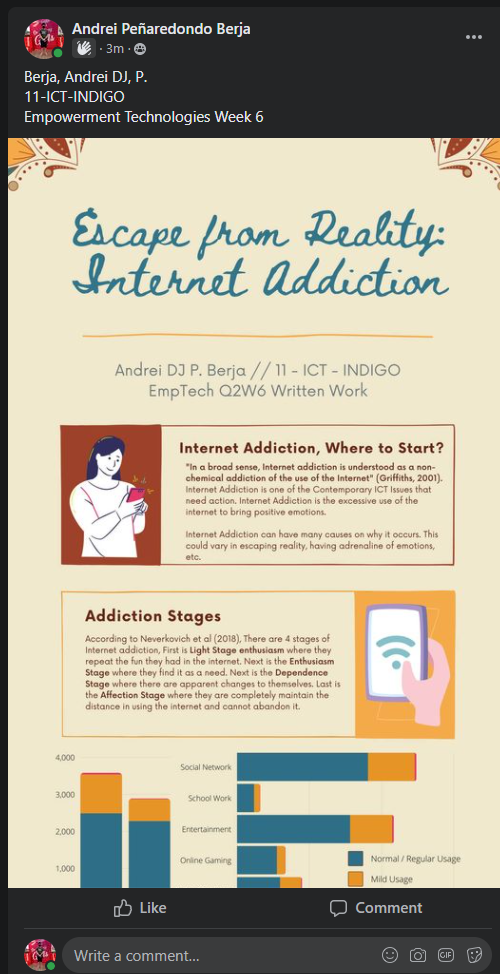 Andrei Peñaredondo Berja
· 3m ·
Berja, Andrei DJ, P.
11-ICT-INDIGO
Empowerment Technologies Week 6
Escape from Reality:
Internet Addiction
Andrei DJ P. Berja // 11 - ICT - INDIGO
EmpTech Q2W6 Written Work
Internet Addiction, Where to Start?
"In a broad sense, Internet addiction is understood as a non-
chemical addiction of the use of the Internet" (Griffiths, 2001).
Internet Addiction is one of the Contemporary ICT Issues that
need action. Internet Addiction is the excessive use of the
internet to bring positive emotions.
Internet Addiction can have many causes on why it occurs. This
could vary in escaping reality, having adrenaline of emotions,
etc.
Addiction Stages
According to Neverkovich et al (2018), There are 4 stages of
Internet addiction, First is Light Stage enthusiasm where they
repeat the fun they had in the internet. Next is the Enthusiasm
Stage where they find it as a need. Next is the Dependence
Stage where there are apparent changes to themselves. Last is
the Affection Stage where they are completely maintain the
distance in using the internet and cannot abandon it.
4,000
3,000
2,000
1,000
Social Network
School Work
Entertainment
Online Gaming
Normal / Regular Usage
Mild Usage
Like
Comment
Write a comment...
GIF